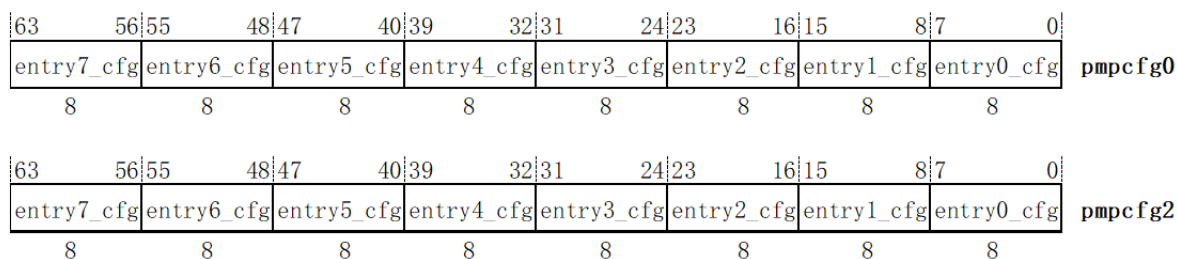 63 56 55 48 47 40 39 32 31 24 23 16 15 8 7 0
entry7_cfg entry6_cfg entry5_cfg entry4_cfg entry3_cfg entry2_cfg entry1_cfg entry0_cfg pmpcfg0
8 8 8 8 8 8 8 8
63 56 55 48 47 40 39 32 31 24 23 16 15 8 7 0
entry7_cfg entry6_cfg entry5_cfg entry4_cfg entry3_cfg entry2_cfg entry1_cfg entry0_cfg pmpcfg2
8 8 8 8 8 8 8 8